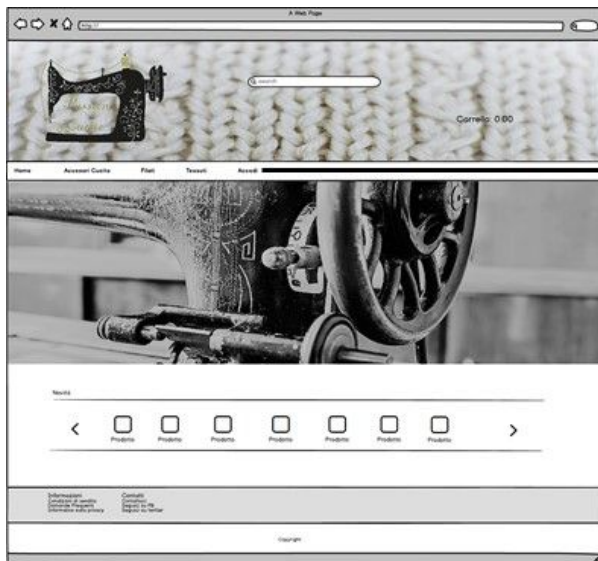 A Web Page
http://
search
Carrello 0.00
Home Accessori Cucito Filati Tessuti Accedi
Novità
Prodotto Prodotto Prodotto Prodotto Prodotto Prodotto Prodotto
Informazioni Contatti
Condizioni di vendita Contattaci
Domande Frequenti Seguici su FB
Informativa sulla privacy Seguici su twitter
Copyright